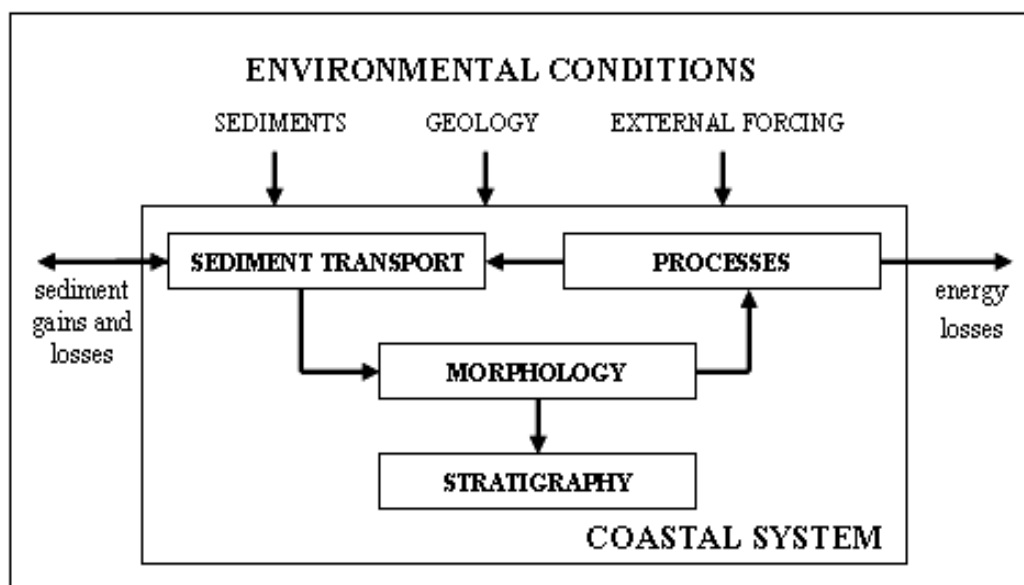 ENVIRONMENTAL CONDITIONS
SEDIMENTS
GEOLOGY
EXTERNAL FORCING
SEDIMENT TRANSPORT
PROCESSES
sediment
gains and
losses
energy
losses
MORPHOLOGY
STRATIGRAPHY
COASTAL SYSTEM